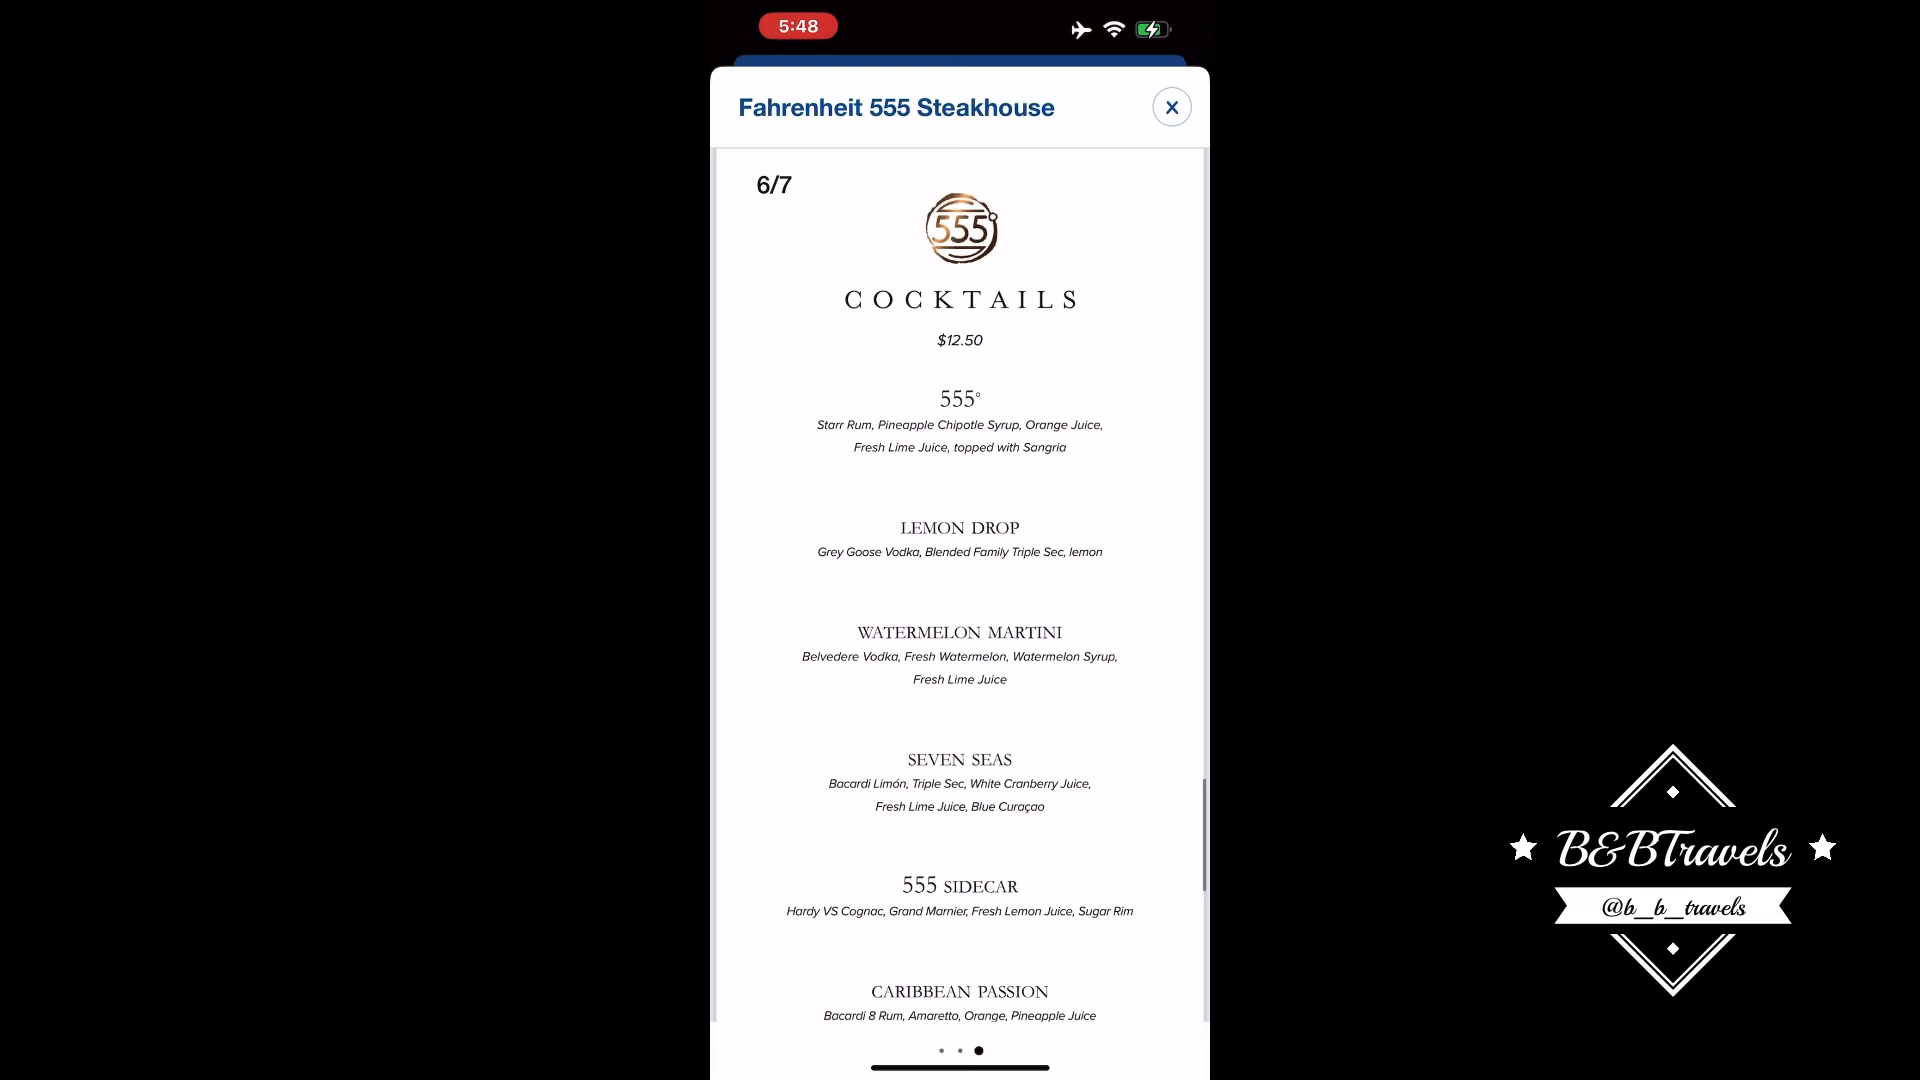 5:48
Fahrenheit 555 Steakhouse
6/7
555
COCKTAILS
$12.50
555°
Starr Rum, Pineapple Chipotle Syrup, Orange Juice,
Fresh Lime Juice, topped with Sangria
LEMON DROP
Grey Goose Vodka, Blended Family Triple Sec, lemon
WATERMELON MARTINI
Belvedere Vodka, Fresh Watermelon, Watermelon Syrup,
Fresh Lime Juice
SEVEN SEAS
Bacardi Limón, Triple Sec, White Cranberry Juice,
Fresh Lime Juice, Blue Curaçao
555 SIDECAR
Hardy VS Cognac, Grand Marnier, Fresh Lemon Juice, Sugar Rim
CARIBBEAN PASSION
Bacardi 8 Rum, Amaretto, Orange, Pineapple Juice
B&BTravels
@b_b_travels